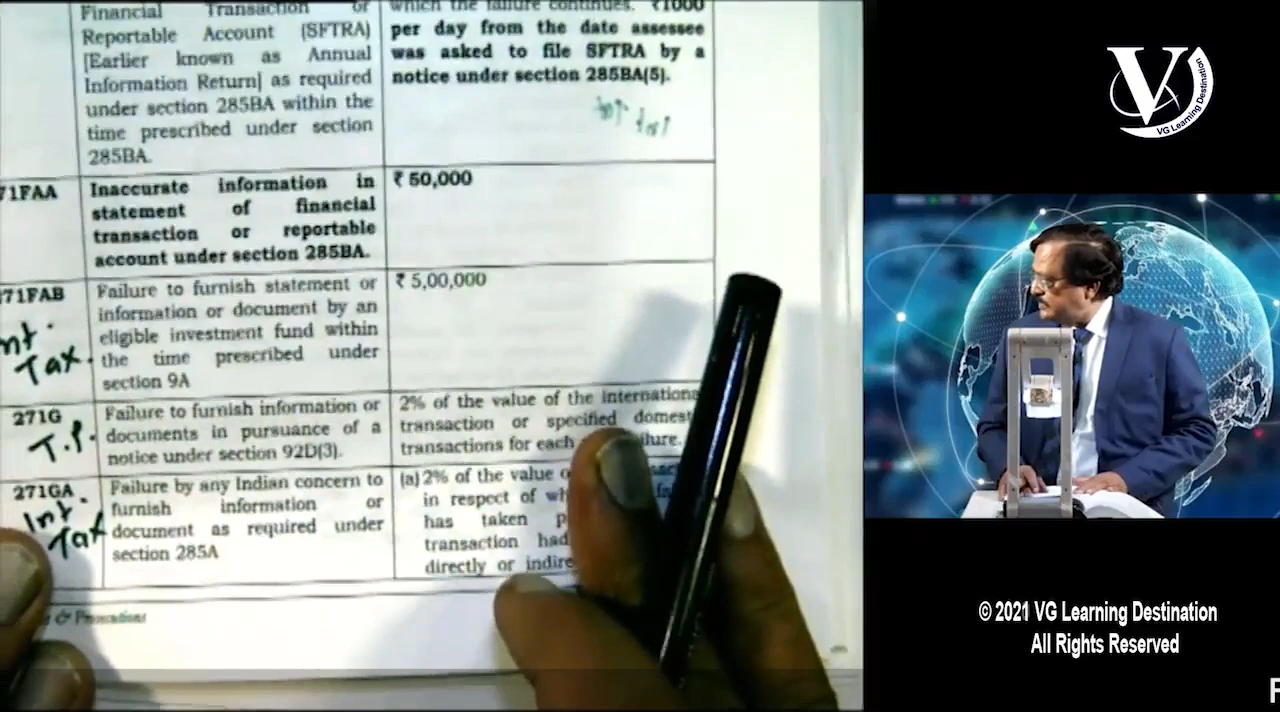 Financial Transaction or
Reportable Account (SFTRA)
[Earlier known as Annual
Information Return] as required
under section 285BA within the
time prescribed under section
285BA.
which the failure continues. ₹1000
per day from the date assessee
was asked to file SFTRA by a
notice under section 285BA(5).
71FAA
Inaccurate information in
statement of financial
transaction or reportable
account under section 285BA.
₹ 50,000
271FAB
Int.
Tax.
Failure to furnish statement or
information or document by an
eligible investment fund within
the time prescribed under
section 9A
₹ 5,00,000
271G
T.P.
Failure to furnish information or
documents in pursuance of a
notice under section 92D(3).
2% of the value of the internationa
transaction or specified domest
transactions for each ilure.
271GA
Int
Tax
Failure by any Indian concern to
furnish information or
document as required under
section 285A
(a) 2% of the value o
in respect of wh
has taken p
transaction had
directly or indire
V
VG Learning Destination
© 2021 VG Learning Destination
All Rights Reserved